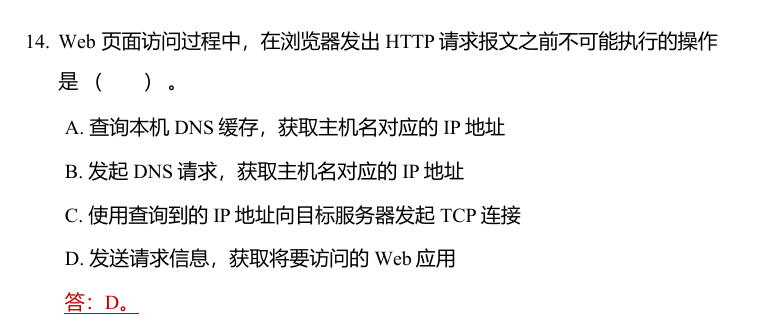 14. Web 页面访问过程中，在浏览器发出 HTTP 请求报文之前不可能执行的操作
是（　　）。
A. 查询本机 DNS 缓存，获取主机名对应的 IP 地址
B. 发起 DNS 请求，获取主机名对应的 IP 地址
C. 使用查询到的 IP 地址向目标服务器发起 TCP 连接
D. 发送请求信息，获取将要访问的 Web 应用
答：D。